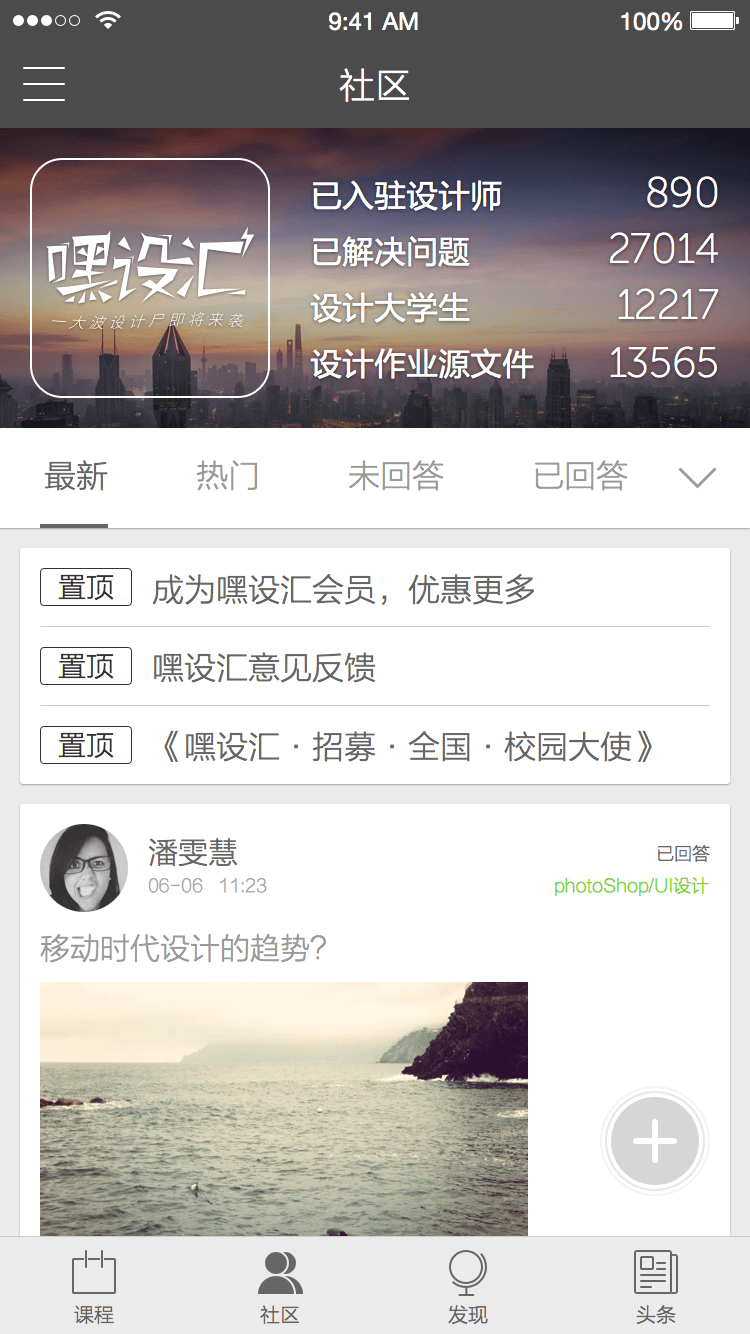 9:41 AM 100%
社区
嘿设汇
一大波设计尸即将来袭
已入驻设计师 890
已解决问题 27014
设计大学生 12217
设计作业源文件 13565
最新 热门 未回答 已回答
置顶 成为嘿设汇会员，优惠更多
置顶 嘿设汇意见反馈
置顶 《嘿设汇 · 招募 · 全国 · 校园大使》
潘雯慧 已回答
06-06 11:23 photoShop/UI设计
移动时代设计的趋势？
课程 社区 发现 头条